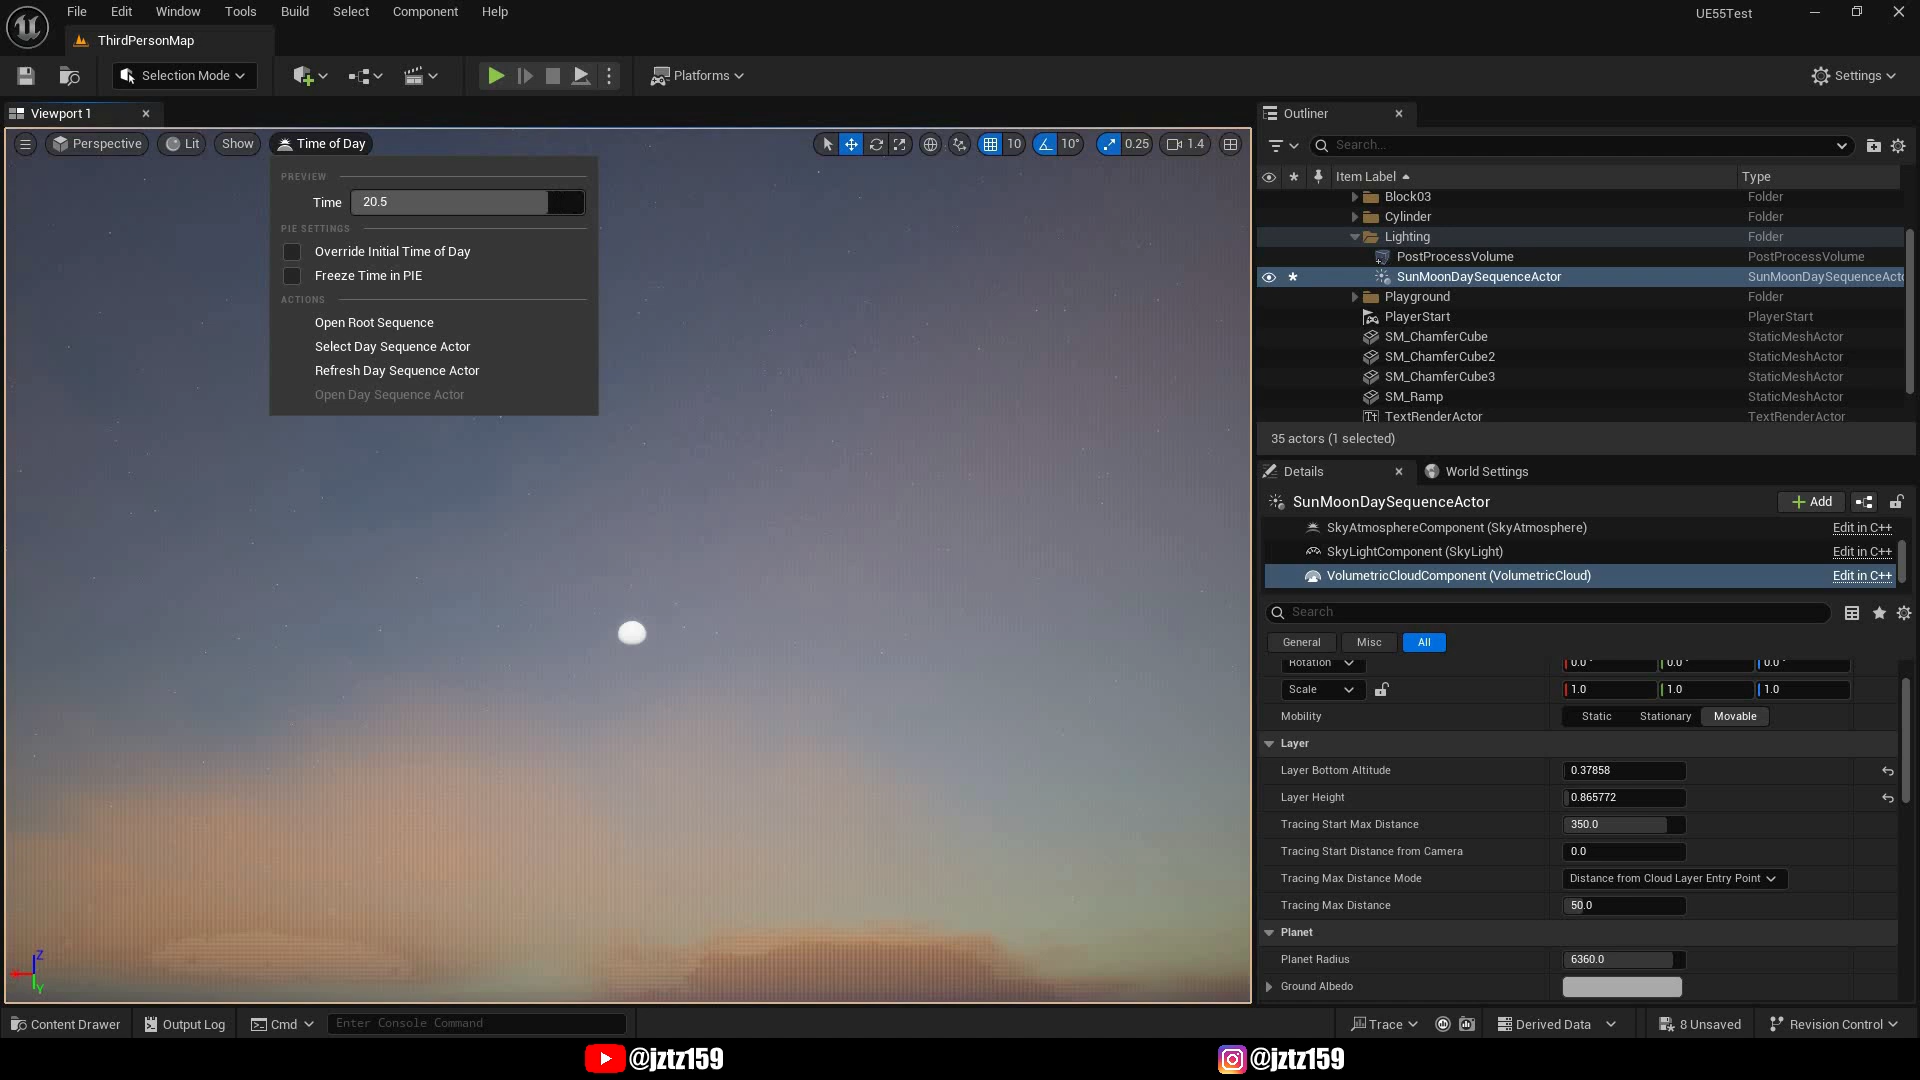 File Edit Window Tools Build Select Component Help
UE55Test
ThirdPersonMap
Selection Mode
Platforms
Settings
Viewport 1
Perspective Lit Show Time of Day
10 10° 0.25 1.4
PREVIEW
Time 20.5
PIE SETTINGS
Override Initial Time of Day
Freeze Time in PIE
ACTIONS
Open Root Sequence
Select Day Sequence Actor
Refresh Day Sequence Actor
Open Day Sequence Actor
Z
Y
Outliner
Search...
Item Label Type
Block03 Folder
Cylinder Folder
Lighting Folder
PostProcessVolume PostProcessVolume
SunMoonDaySequenceActor SunMoonDaySequenceActo
Playground Folder
PlayerStart PlayerStart
SM_ChamferCube StaticMeshActor
SM_ChamferCube2 StaticMeshActor
SM_ChamferCube3 StaticMeshActor
SM_Ramp StaticMeshActor
Tt TextRenderActor TextRenderActor
35 actors (1 selected)
Details World Settings
SunMoonDaySequenceActor
Add
SkyAtmosphereComponent (SkyAtmosphere) Edit in C++
SkyLightComponent (SkyLight) Edit in C++
VolumetricCloudComponent (VolumetricCloud) Edit in C++
Search
General Misc All
Rotation 0.0° 0.0° 0.0°
Scale 1.0 1.0 1.0
Mobility Static Stationary Movable
Layer
Layer Bottom Altitude 0.37858
Layer Height 0.865772
Tracing Start Max Distance 350.0
Tracing Start Distance from Camera 0.0
Tracing Max Distance Mode Distance from Cloud Layer Entry Point
Tracing Max Distance 50.0
Planet
Planet Radius 6360.0
Ground Albedo
Content Drawer Output Log Cmd Enter Console Command
Trace Derived Data 8 Unsaved Revision Control
@jztz159 @jztz159